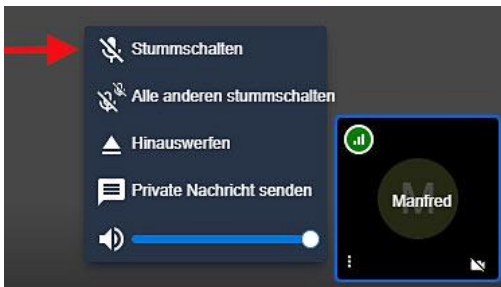 Stummschalten
Alle anderen stummschalten
Hinauswerfen
Private Nachricht senden
M
Manfred